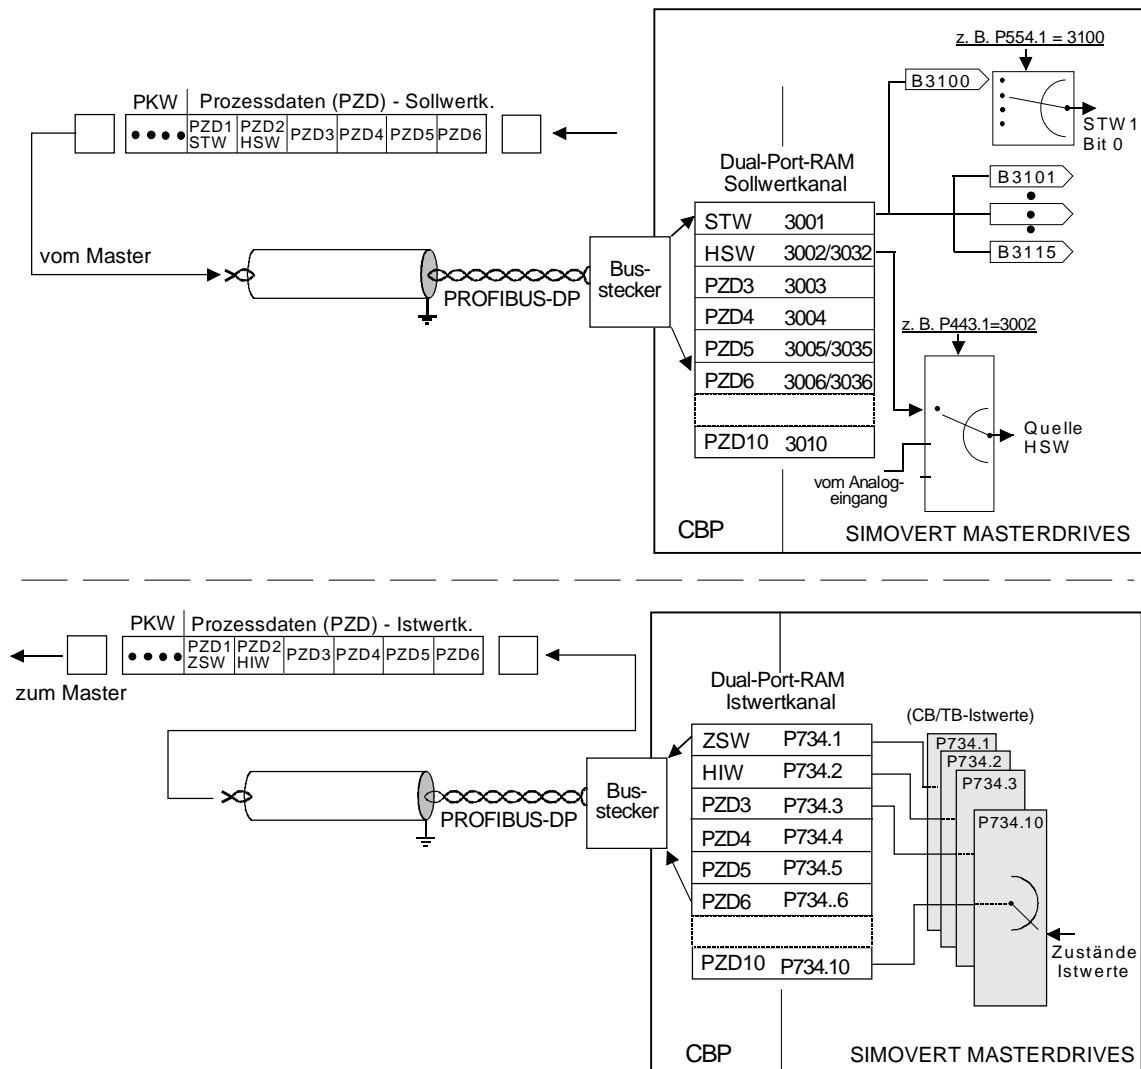 z. B. P554.1 = 3100
B3100
STW1
Bit 0
PKW
Prozessdaten (PZD) - Sollwertk.
PZD1
STW
PZD2
HSW
PZD3
PZD4
PZD5
PZD6
Dual-Port-RAM
Sollwertkanal
B3101
B3115
STW 3001
HSW 3002/3032
PZD3 3003
PZD4 3004
PZD5 3005/3035
PZD6 3006/3036
PZD10 3010
vom Master
PROFIBUS-DP
Bus-
stecker
z. B. P443.1=3002
Quelle
HSW
vom Analog-
eingang
CBP
SIMOVERT MASTERDRIVES
PKW
Prozessdaten (PZD) - Istwertk.
PZD1
ZSW
PZD2
HIW
PZD3
PZD4
PZD5
PZD6
zum Master
Dual-Port-RAM
Istwertkanal
ZSW P734.1
HIW P734.2
PZD3 P734.3
PZD4 P734.4
PZD5 P734.5
PZD6 P734..6
PZD10 P734.10
PROFIBUS-DP
Bus-
stecker
(CB/TB-Istwerte)
P734.1
P734.2
P734.3
P734.10
Zustände
Istwerte
CBP
SIMOVERT MASTERDRIVES